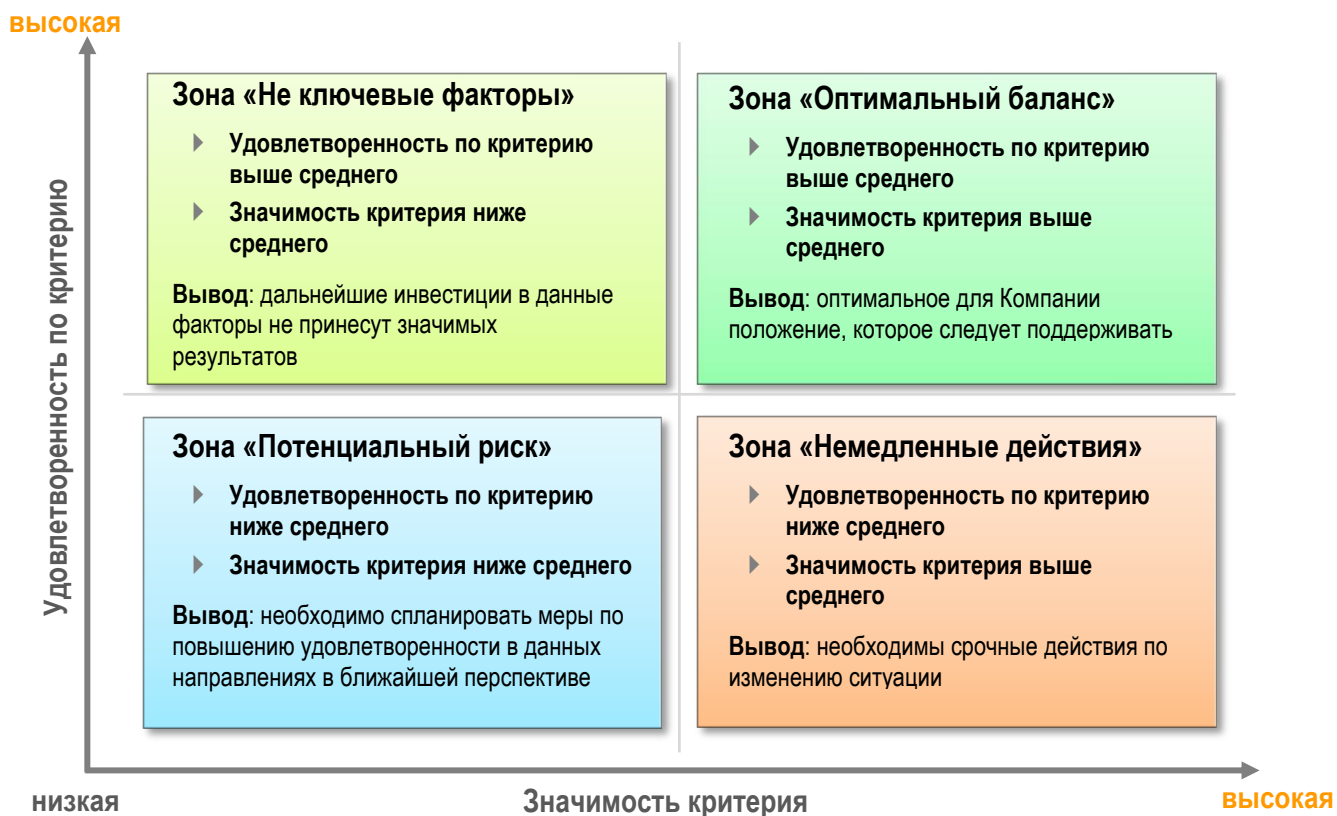 высокая
Удовлетворенность по критерию
Зона «Не ключевые факторы»
Удовлетворенность по критерию
выше среднего
Значимость критерия ниже
среднего
Вывод: дальнейшие инвестиции в данные
факторы не принесут значимых
результатов
Зона «Оптимальный баланс»
Удовлетворенность по критерию
выше среднего
Значимость критерия выше
среднего
Вывод: оптимальное для Компании
положение, которое следует поддерживать
Зона «Потенциальный риск»
Удовлетворенность по критерию
ниже среднего
Значимость критерия ниже среднего
Вывод: необходимо спланировать меры по
повышению удовлетворенности в данных
направлениях в ближайшей перспективе
Зона «Немедленные действия»
Удовлетворенность по критерию
ниже среднего
Значимость критерия выше
среднего
Вывод: необходимы срочные действия по
изменению ситуации
низкая
Значимость критерия
высокая